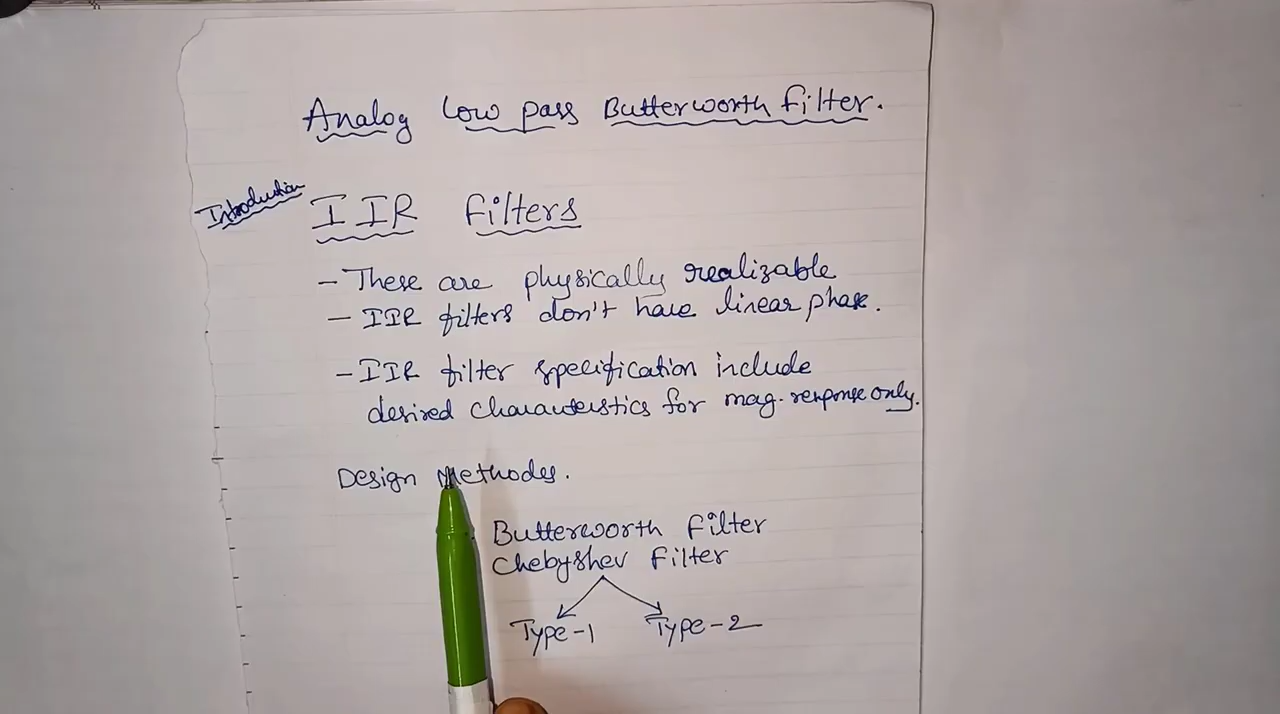 Analog Low pass Butterworth filter.
Introduction
IIR filters
- These are physically realizable
- IIR filters don't have linear phase.
- IIR filter specification include
desired characteristics for mag. response only.
Design Methodes.
Butterworth filter
Chebyshev filter
Type-1 Type-2